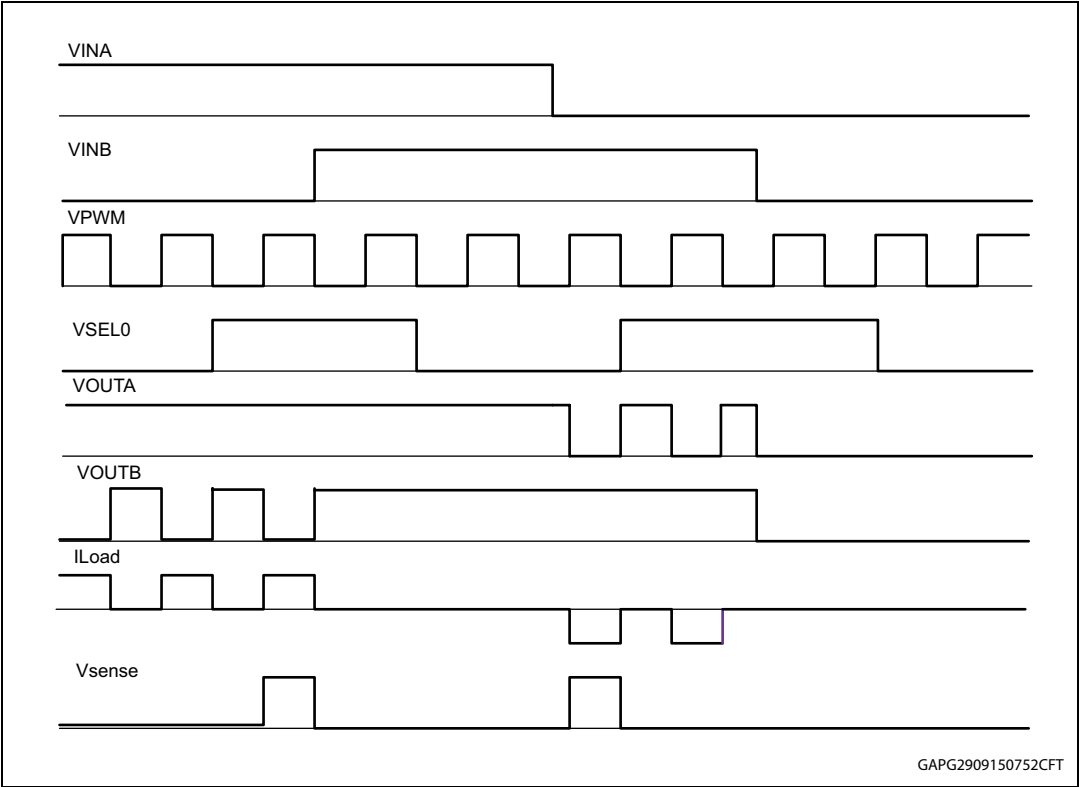 VINA
VINB
VPWM
VSEL0
VOUTA
VOUTB
ILoad
Vsense
GAPG2909150752CFT